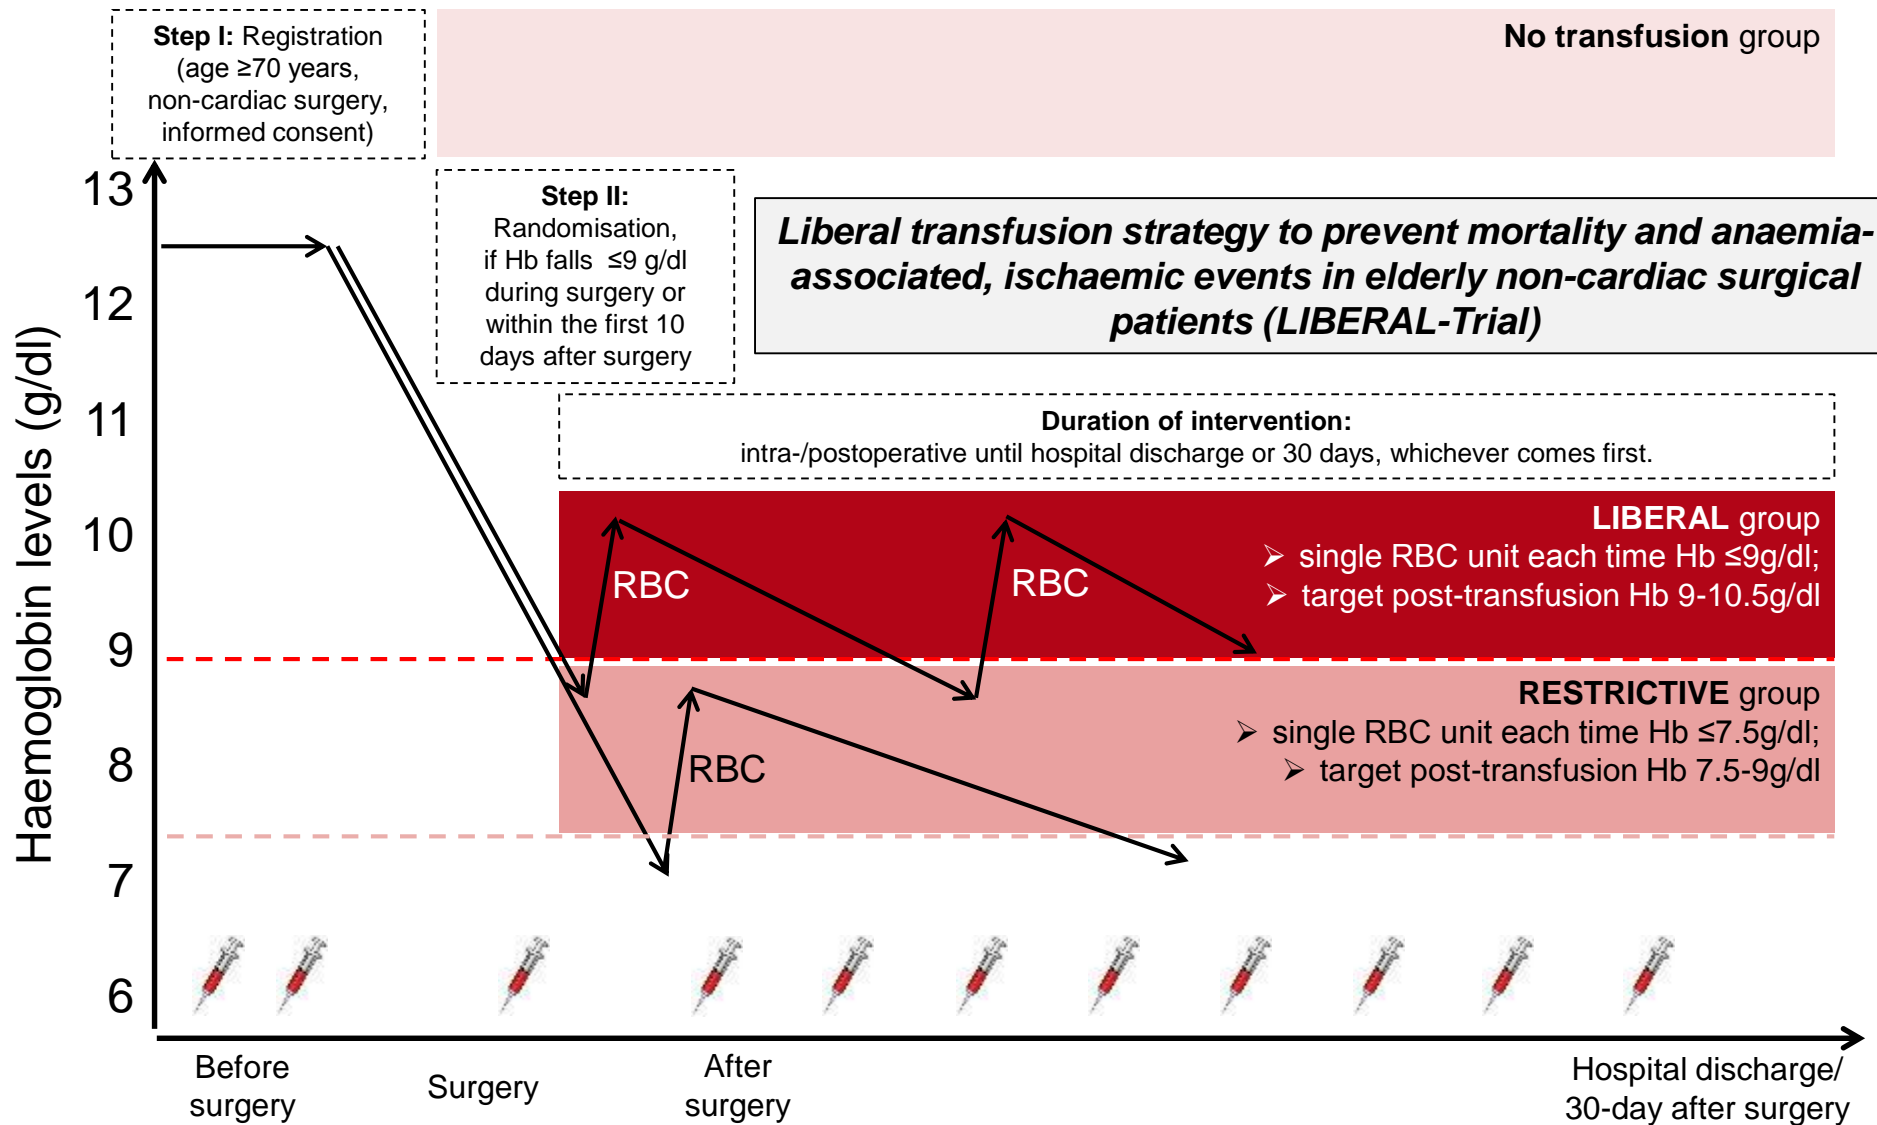 Step I: Registration
(age ≥70 years,
non-cardiac surgery,
informed consent)
No transfusion group
Step II:
Randomisation,
if Hb falls ≤9 g/dl
during surgery or
within the first 10
days after surgery
Liberal transfusion strategy to prevent mortality and anaemia-
associated, ischaemic events in elderly non-cardiac surgical
patients (LIBERAL-Trial)
Duration of intervention:
intra-/postoperative until hospital discharge or 30 days, whichever comes first.
Haemoglobin levels (g/dl)
13
12
11
10
9
8
7
6
LIBERAL group
➢ single RBC unit each time Hb ≤9g/dl;
➢ target post-transfusion Hb 9-10.5g/dl
RBC
RBC
RESTRICTIVE group
➢ single RBC unit each time Hb ≤7.5g/dl;
➢ target post-transfusion Hb 7.5-9g/dl
RBC
Before
surgery
Surgery
After
surgery
Hospital discharge/
30-day after surgery